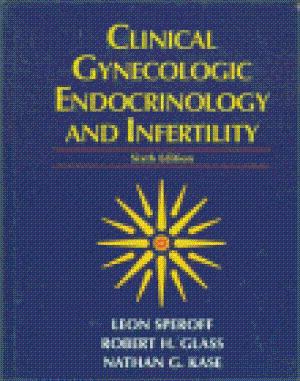 CLINICAL
GYNECOLOGIC
ENDOCRINOLOGY
AND INFERTILITY
Sixth Edition
LEON SPEROFF
ROBERT H. GLASS
NATHAN G. KASE